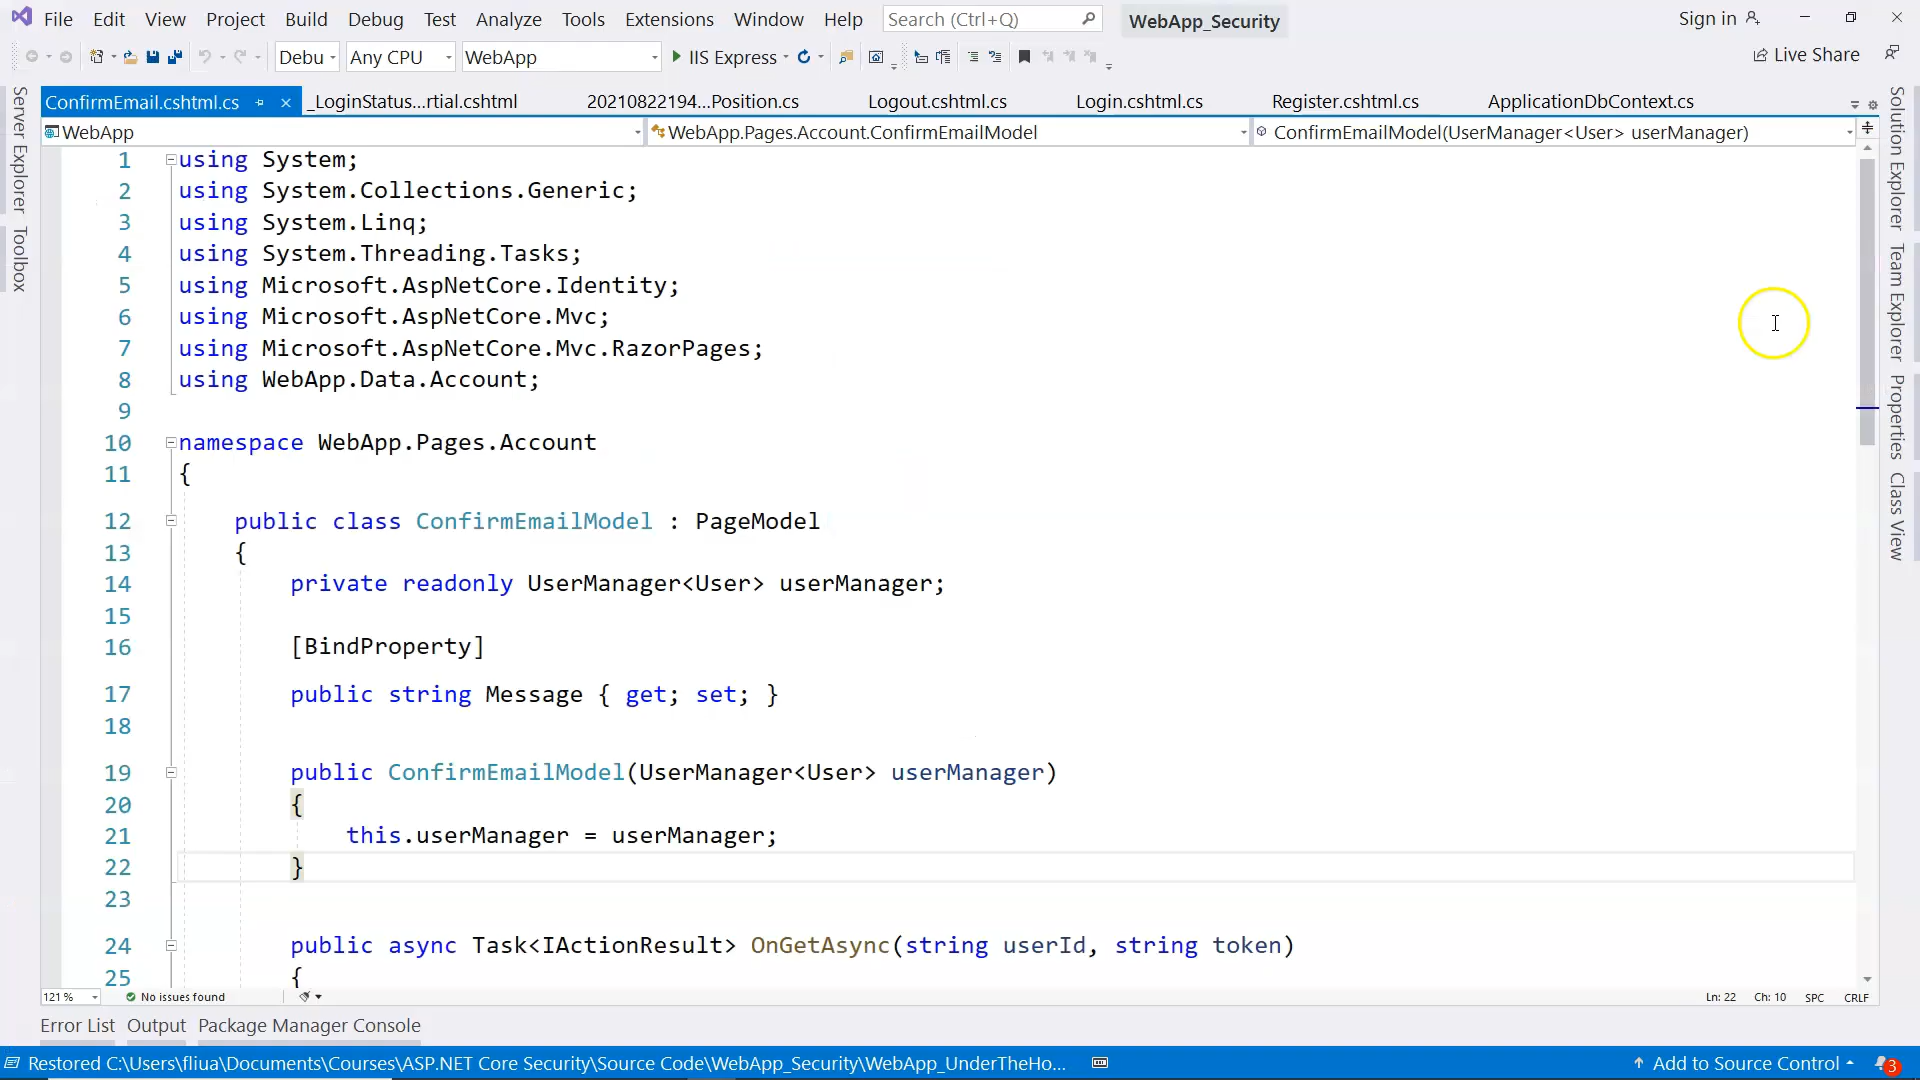 File Edit View Project Build Debug Test Analyze Tools Extensions Window Help Search (Ctrl+Q) WebApp_Security Sign in
Debu Any CPU WebApp IIS Express Live Share
ConfirmEmail.cshtml.cs _LoginStatus...rtial.cshtml 20210822194...Position.cs Logout.cshtml.cs Login.cshtml.cs Register.cshtml.cs ApplicationDbContext.cs
WebApp WebApp.Pages.Account.ConfirmEmailModel ConfirmEmailModel(UserManager<User> userManager)
Server Explorer
Toolbox
1 using System;
2 using System.Collections.Generic;
3 using System.Linq;
4 using System.Threading.Tasks;
5 using Microsoft.AspNetCore.Identity;
6 using Microsoft.AspNetCore.Mvc;
7 using Microsoft.AspNetCore.Mvc.RazorPages;
8 using WebApp.Data.Account;
9
10 namespace WebApp.Pages.Account
11 {
12 public class ConfirmEmailModel : PageModel
13 {
14 private readonly UserManager<User> userManager;
15
16 [BindProperty]
17 public string Message { get; set; }
18
19 public ConfirmEmailModel(UserManager<User> userManager)
20 {
21 this.userManager = userManager;
22 }
23
24 public async Task<IActionResult> OnGetAsync(string userId, string token)
25 {
Solution Explorer
Team Explorer
Properties
Class View
121 % No issues found Ln: 22 Ch: 10 SPC CRLF
Error List Output Package Manager Console
Restored C:\Users\fliua\Documents\Courses\ASP.NET Core Security\Source Code\WebApp_Security\WebApp_UnderTheHo... Add to Source Control 3